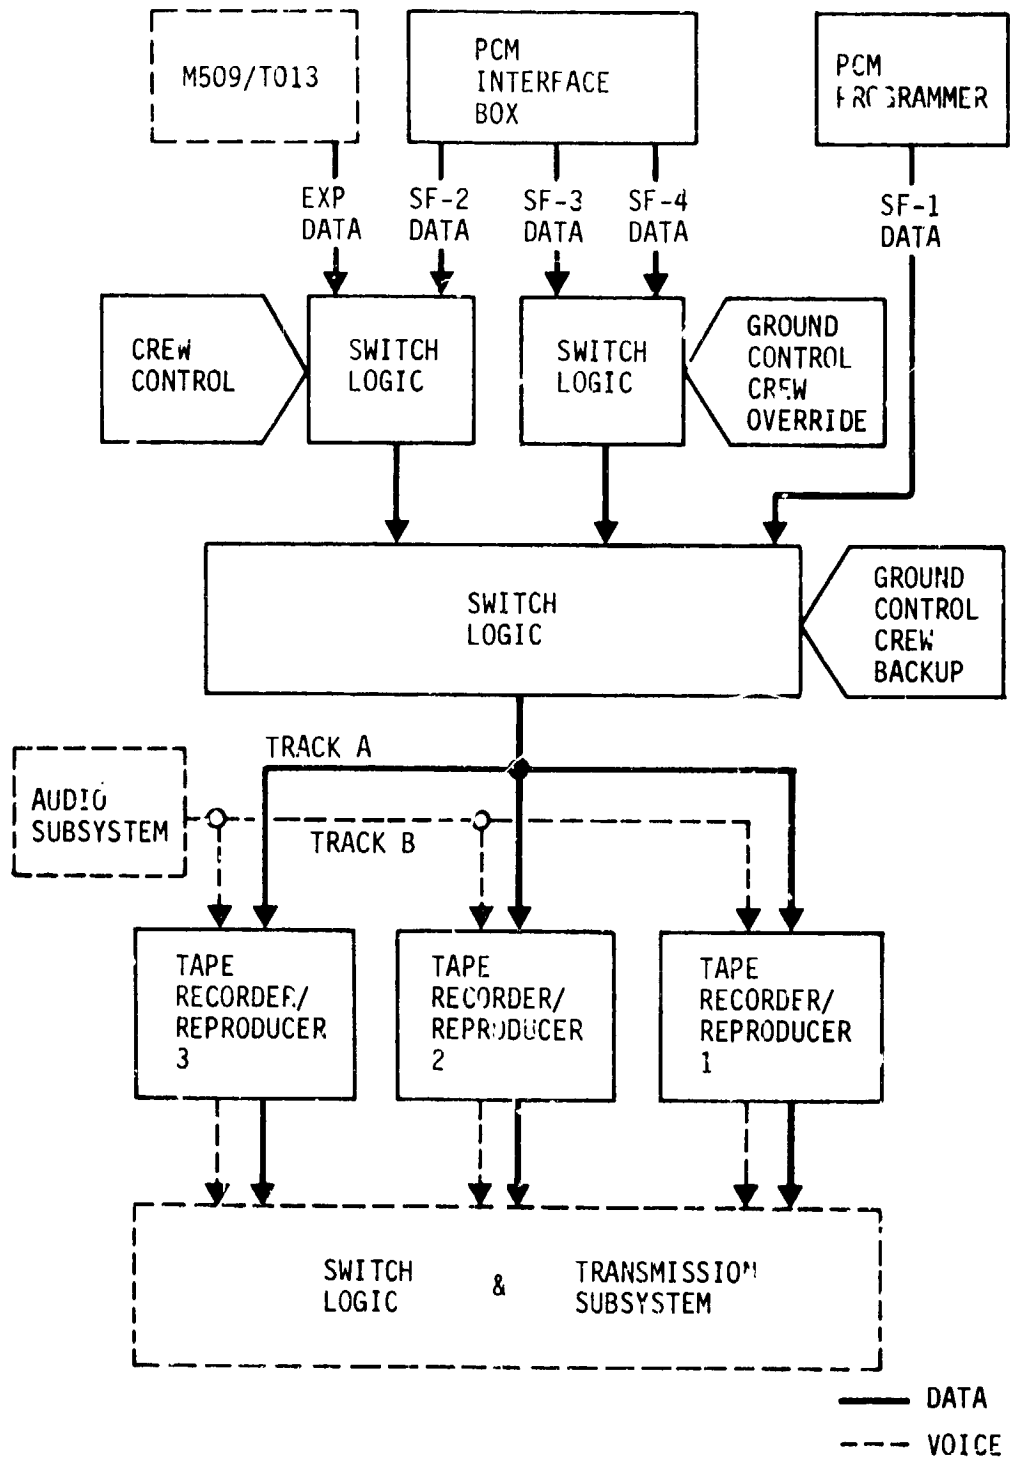 M509/T013
PCM
INTERFACE
BOX
PCM
PROGRAMMER
EXP
DATA
SF-2
DATA
SF-3
DATA
SF-4
DATA
SF-1
DATA
CREW
CONTROL
SWITCH
LOGIC
SWITCH
LOGIC
GROUND
CONTROL
CREW
OVERRIDE
SWITCH
LOGIC
GROUND
CONTROL
CREW
BACKUP
TRACK A
AUDIO
SUBSYSTEM
TRACK B
TAPE
RECORDER/
REPRODUCER
3
TAPE
RECORDER/
REPRODUCER
2
TAPE
RECORDER/
REPRODUCER
1
SWITCH
LOGIC
&
TRANSMISSION
SUBSYSTEM
DATA
VOICE